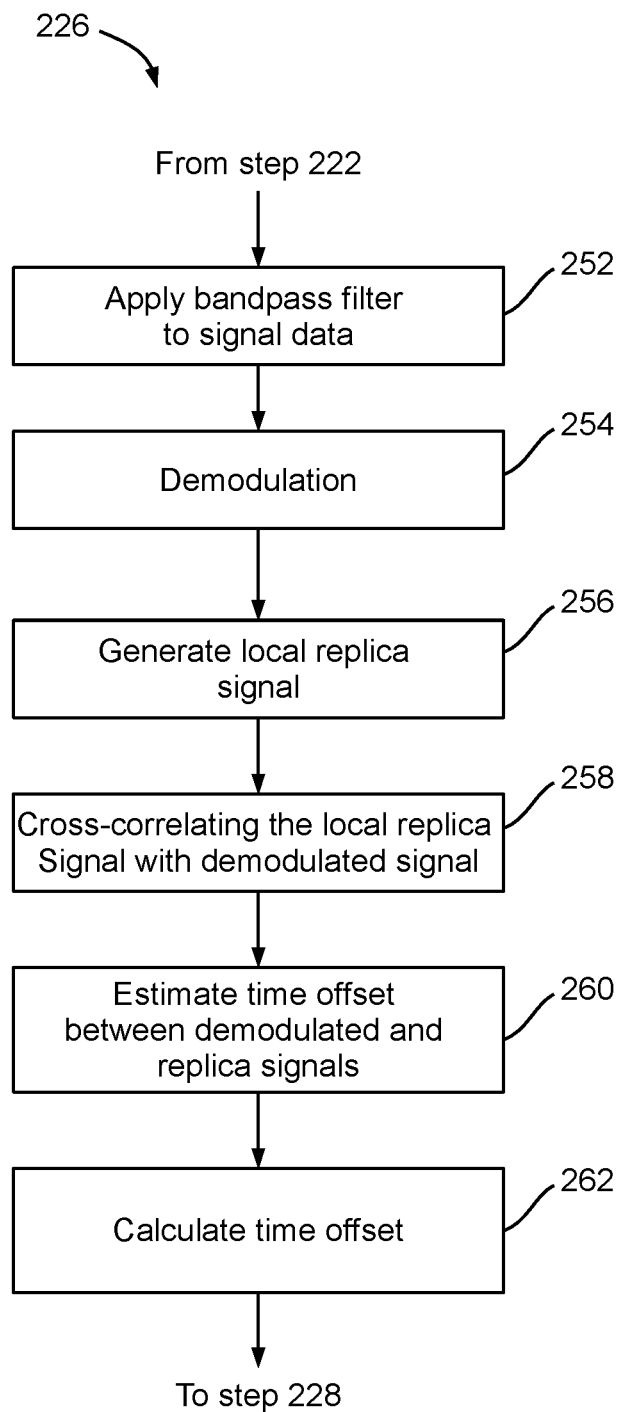 226
From step 222
252
Apply bandpass filter
to signal data
254
Demodulation
256
Generate local replica
signal
258
Cross-correlating the local replica
Signal with demodulated signal
260
Estimate time offset
between demodulated and
replica signals
262
Calculate time offset
To step 228